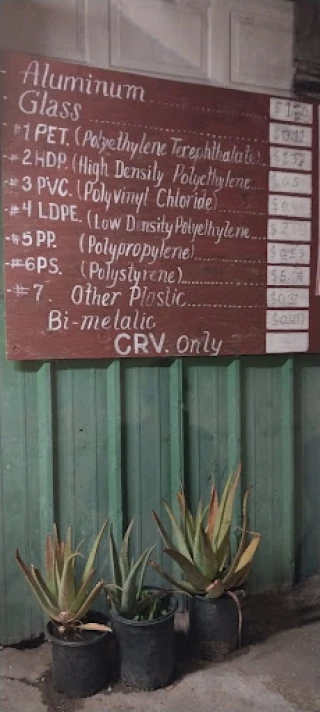 Aluminum
Glass
#1 PET. (Polyethylene Terephthalate)
#2 HDP. (High Density Polyethylene
#3 PVC. (Polyvinyl Chloride)
#4 LDPE. (Low Density Polyethylene
#5 PP. (Polypropylene)
#6 PS. (Polystyrene)
#7. Other Plastic
Bi-metalic
CRV. Only